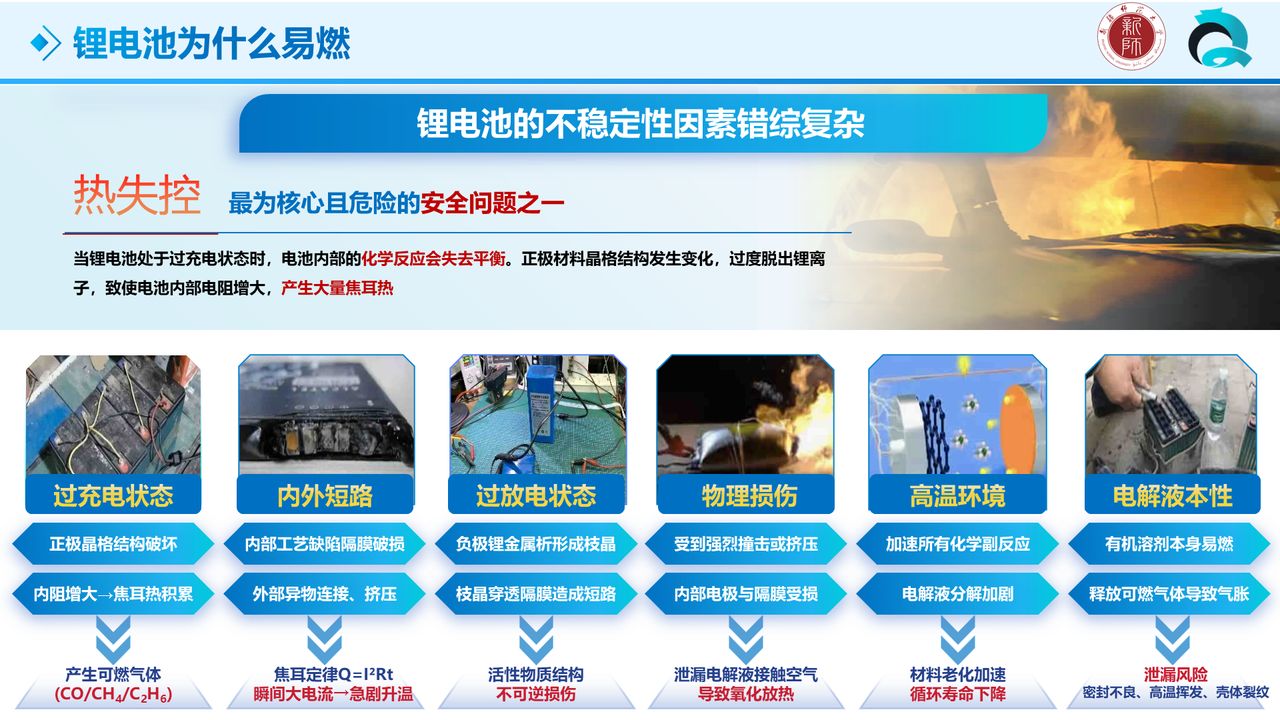 锂电池为什么易燃
新师
锂电池的不稳定性因素错综复杂
热失控 最为核心且危险的安全问题之一
当锂电池处于过充电状态时，电池内部的化学反应会失去平衡。正极材料晶格结构发生变化，过度脱出锂离
子，致使电池内部电阻增大，产生大量焦耳热
过充电状态
正极晶格结构破坏
内阻增大→焦耳热积累
产生可燃气体
(CO/CH₄/C₂H₆)
内外短路
内部工艺缺陷隔膜破损
外部异物连接、挤压
焦耳定律Q=I²Rt
瞬间大电流→急剧升温
过放电状态
负极锂金属析形成枝晶
枝晶穿透隔膜造成短路
活性物质结构
不可逆损伤
物理损伤
受到强烈撞击或挤压
内部电极与隔膜受损
泄漏电解液接触空气
导致氧化放热
高温环境
加速所有化学副反应
电解液分解加剧
材料老化加速
循环寿命下降
电解液本性
有机溶剂本身易燃
释放可燃气体导致气胀
泄漏风险
密封不良、高温挥发、壳体裂纹